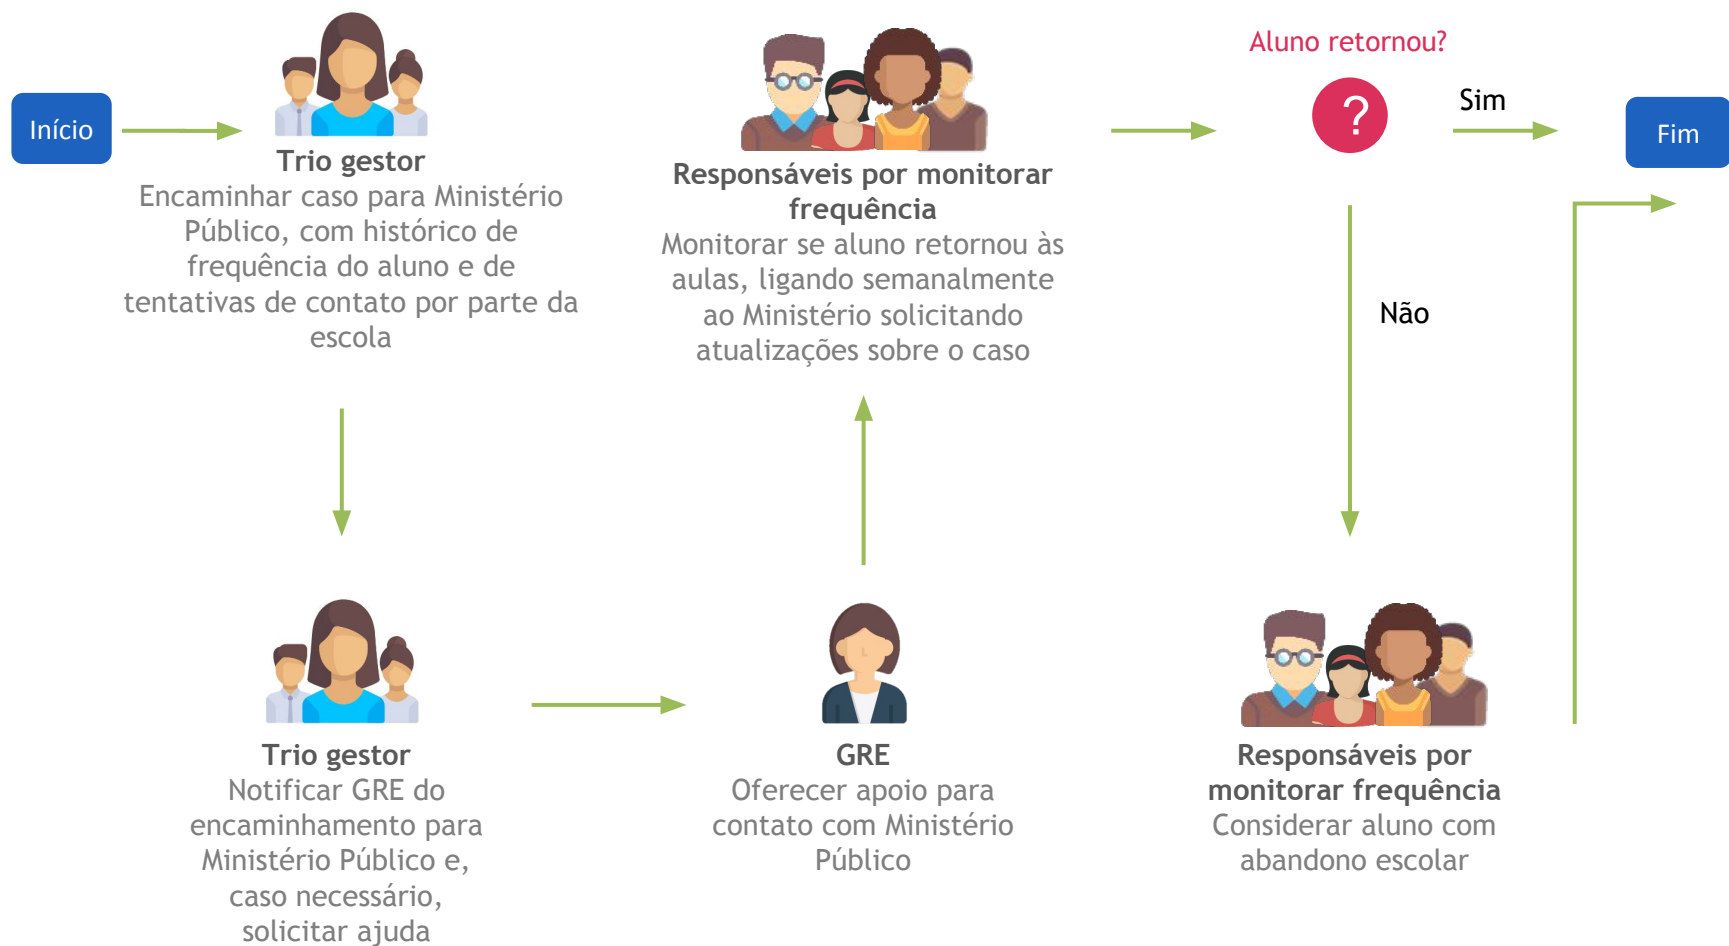 Início
Trio gestor
Encaminhar caso para Ministério
Público, com histórico de
frequência do aluno e de
tentativas de contato por parte da
escola
Trio gestor
Notificar GRE do
encaminhamento para
Ministério Público e,
caso necessário,
solicitar ajuda
GRE
Oferecer apoio para
contato com Ministério
Público
Responsáveis por monitorar
frequência
Monitorar se aluno retornou às
aulas, ligando semanalmente
ao Ministério solicitando
atualizações sobre o caso
Aluno retornou?
?
Sim
Não
Responsáveis por
monitorar frequência
Considerar aluno com
abandono escolar
Fim